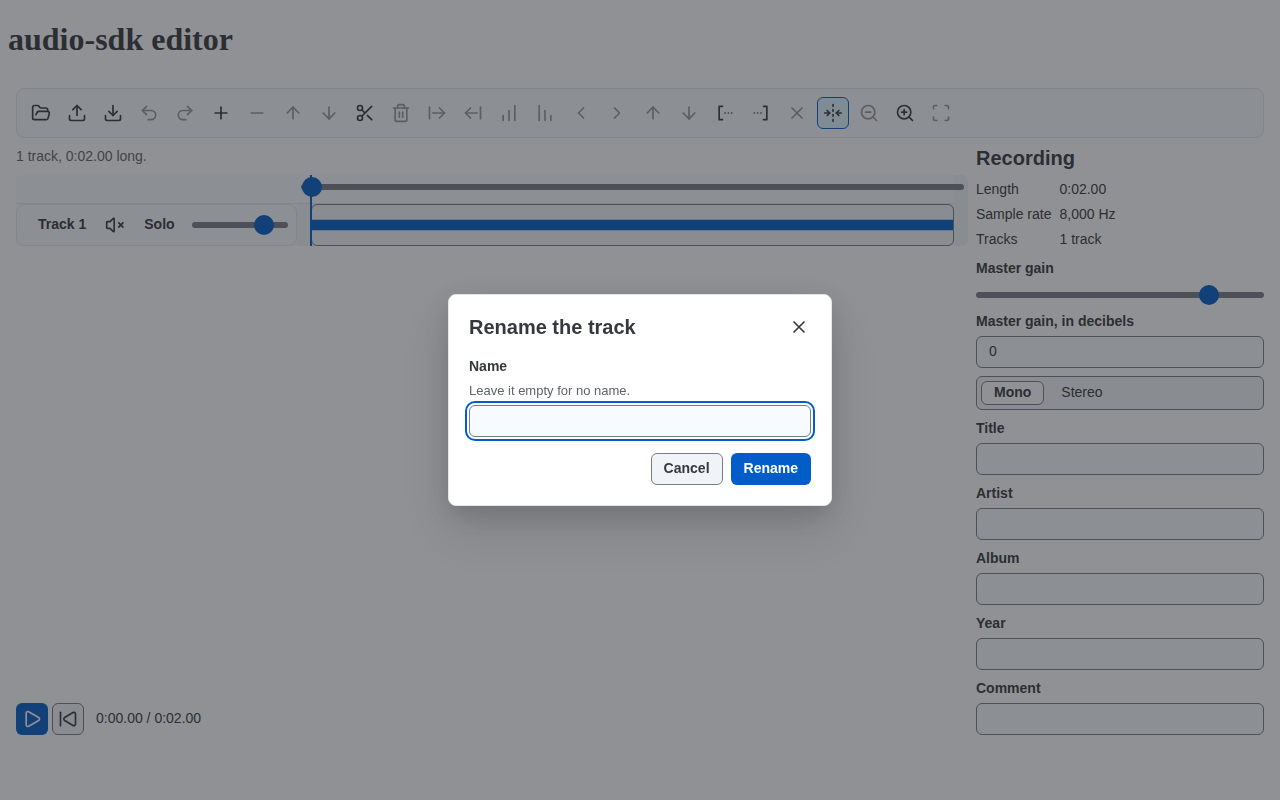 audio-sdk editor
1 track, 0:02.00 long.
Track 1
Solo
Recording
Length 0:02.00
Sample rate 8,000 Hz
Tracks 1 track
Master gain
Master gain, in decibels
0
Mono Stereo
Title
Artist
Album
Year
Comment
Rename the track
Name
Leave it empty for no name.
Cancel Rename
0:00.00 / 0:02.00